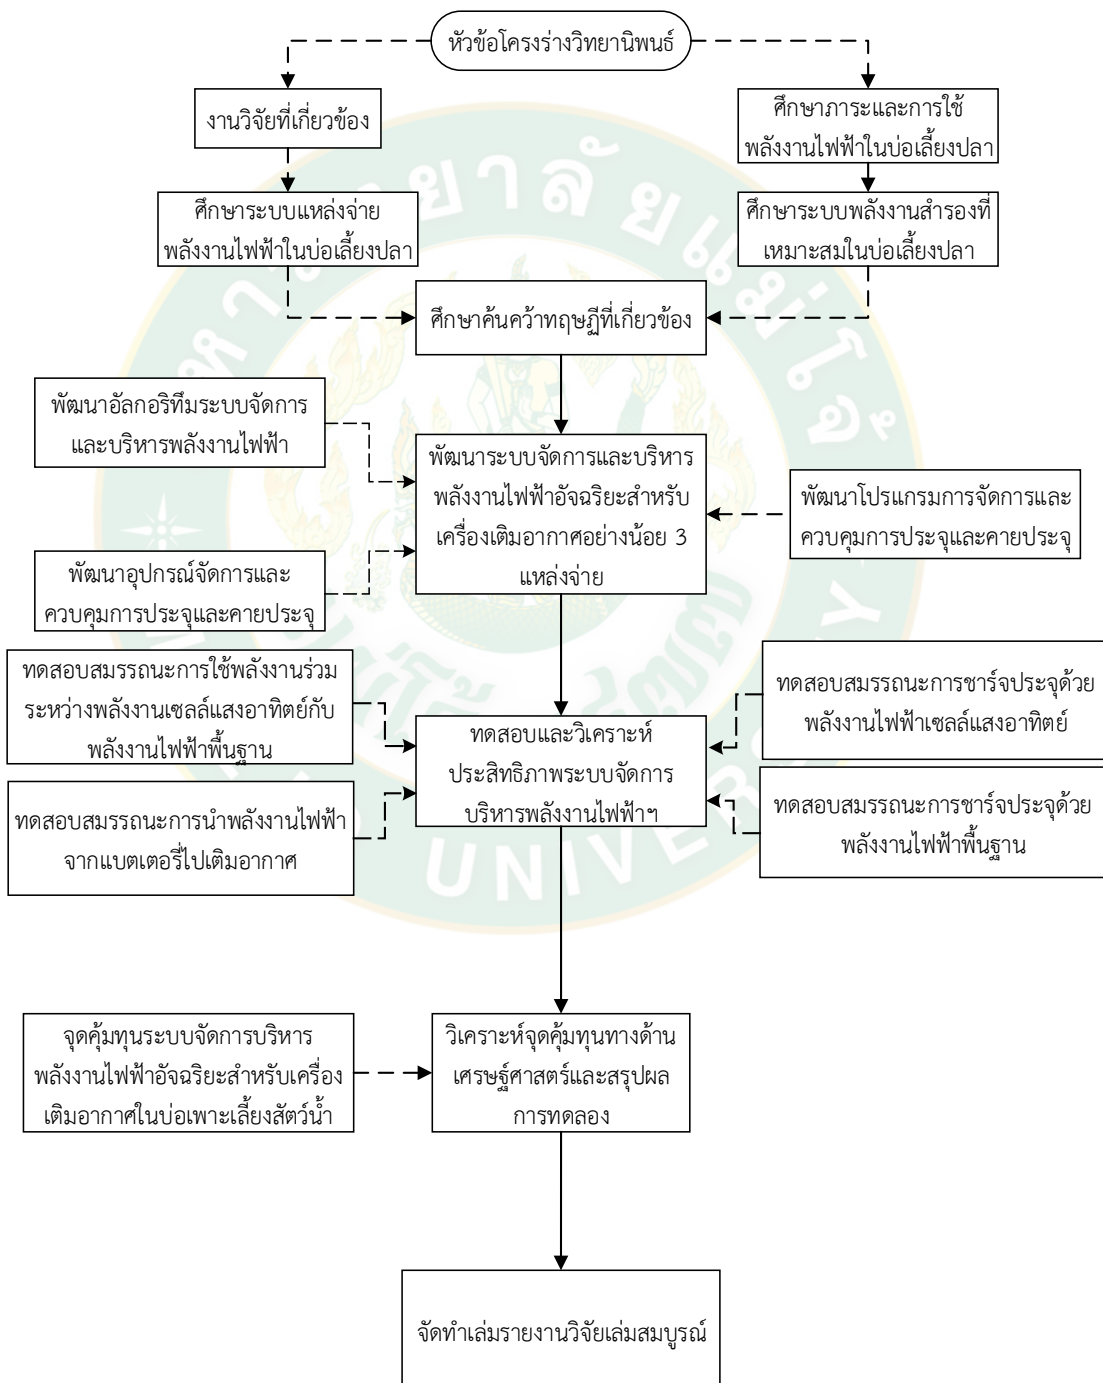 หัวข้อโครงร่างวิทยานิพนธ์
งานวิจัยที่เกี่ยวข้อง
ศึกษาภาระและการใช้
พลังงานไฟฟ้าในบ่อเลี้ยงปลา
ศึกษาระบบแหล่งจ่าย
พลังงานไฟฟ้าในบ่อเลี้ยงปลา
ศึกษาระบบพลังงานสำรองที่
เหมาะสมในบ่อเลี้ยงปลา
ศึกษาค้นคว้าทฤษฏีที่เกี่ยวข้อง
พัฒนาอัลกอริทึมระบบจัดการ
และบริหารพลังงานไฟฟ้า
พัฒนาระบบจัดการและบริหาร
พลังงานไฟฟ้าอัจฉริยะสำหรับ
เครื่องเติมอากาศอย่างน้อย 3
แหล่งจ่าย
พัฒนาโปรแกรมการจัดการและ
ควบคุมการประจุและคายประจุ
พัฒนาอุปกรณ์จัดการและ
ควบคุมการประจุและคายประจุ
ทดสอบสมรรถนะการใช้พลังงานร่วม
ระหว่างพลังงานเซลล์แสงอาทิตย์กับ
พลังงานไฟฟ้าพื้นฐาน
ทดสอบสมรรถนะการชาร์จประจุด้วย
พลังงานไฟฟ้าเซลล์แสงอาทิตย์
ทดสอบและวิเคราะห์
ประสิทธิภาพระบบจัดการ
บริหารพลังงานไฟฟ้าฯ
ทดสอบสมรรถนะการนำพลังงานไฟฟ้า
จากแบตเตอรี่ไปเติมอากาศ
ทดสอบสมรรถนะการชาร์จประจุด้วย
พลังงานไฟฟ้าพื้นฐาน
จุดคุ้มทุนระบบจัดการบริหาร
พลังงานไฟฟ้าอัจฉริยะสำหรับเครื่อง
เติมอากาศในบ่อเพาะเลี้ยงสัตว์น้ำ
วิเคราะห์จุดคุ้มทุนทางด้าน
เศรษฐ์ศาสตร์และสรุปผล
การทดลอง
จัดทำเล่มรายงานวิจัยเล่มสมบูรณ์
UNIVERSITY